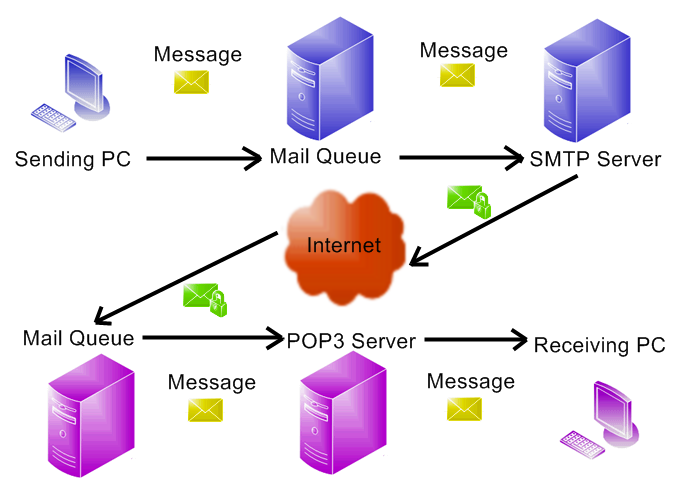 Message
Message
Sending PC
Mail Queue
SMTP Server
Internet
Mail Queue
POP3 Server
Receiving PC
Message
Message